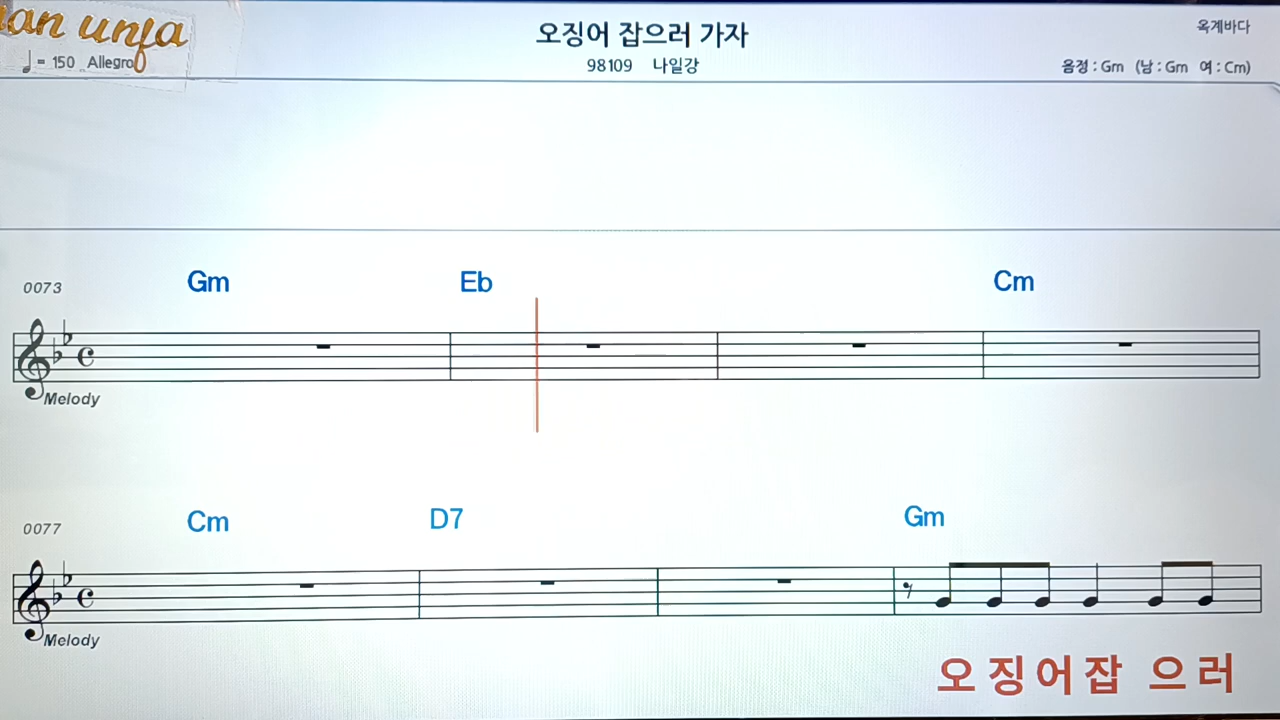 오징어 잡으러 가자
옥계바다
♩= 150 Allegro
98109 나일강
음정 : Gm (남 : Gm 여 : Cm)
0073 Gm Eb Cm
Melody
0077 Cm D7 Gm
Melody
오 징 어 잡 으 러